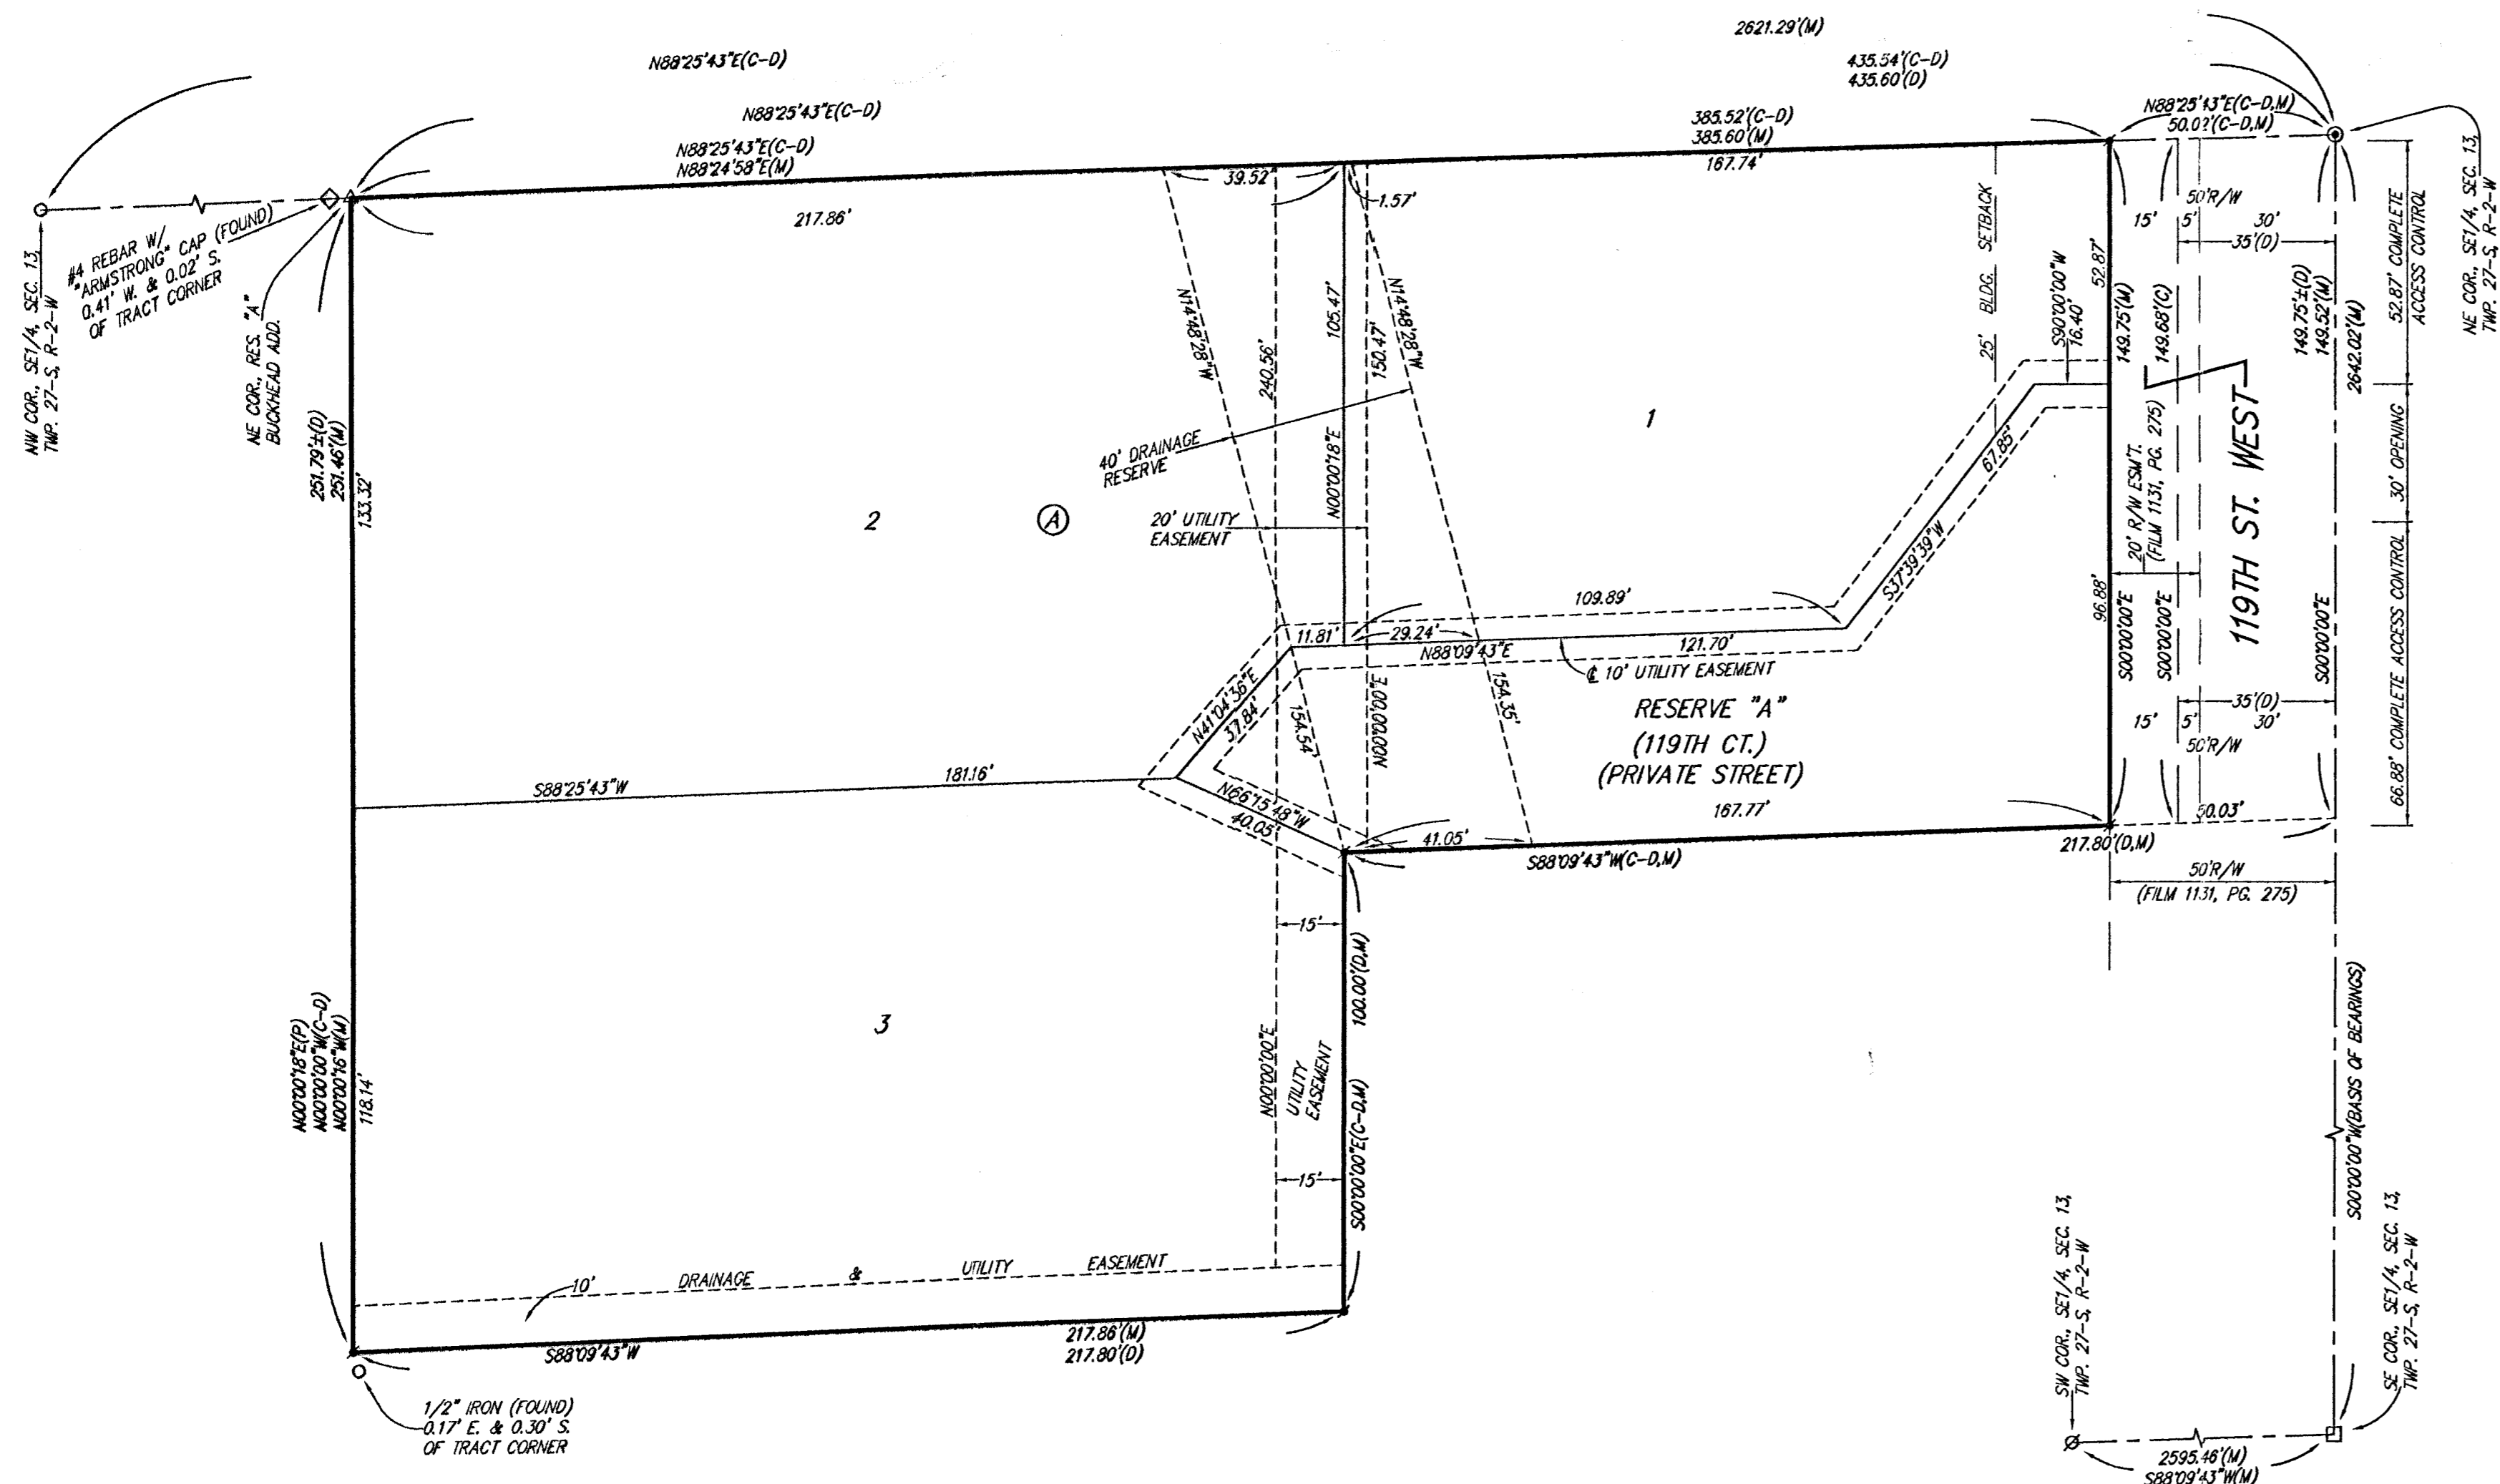 2621.29'(M)
N88°25'43"E(C-D)
435.54'(C-D)
435.60'(D)
N88°25'43"E(C-D)
N88°25'43"E(C-D,M)
385.52'(C-D)
50.02'(C-D,M)
385.60'(M)
N88°25'43"E(C-D)
N88°24'58"E(M)
167.74'
39.52'
1.57'
217.86'
NW COR., SE1/4, SEC. 13,
TWP. 27-S, R-2-W
#4 REBAR W/
"ARMSTRONG" CAP (FOUND)
0.41' W. & 0.02' S.
OF TRACT CORNER
NE COR., RES. "A"
BUCKHEAD ADD.
251.79'±(D)
251.46'(M)
133.32'
N14°48'28"W
240.56'
105.47'
150.47'
N14°48'28"W
N00°00'18"E
40' DRAINAGE
RESERVE
20' UTILITY
EASEMENT
2
A
1
25' BLDG. SETBACK
S90°00'00"W
16.40'
52.87'
149.75'(M)
149.68'(C)
50'R/W
15' 5' 30'
35'(D)
149.75'±(D)
149.52'(M)
2642.02'(M)
52.87' COMPLETE
ACCESS CONTROL
NE COR., SE1/4, SEC. 13,
TWP. 27-S, R-2-W
30' OPENING
66.88' COMPLETE ACCESS CONTROL
20' R/W ESM'T.
(FILM 1131, PG. 275)
119TH ST. WEST
67.85'
S37°39'39"W
96.88'
S00°00'00"E
S00°00'00"E
S00°00'00"E
109.89'
11.81'
29.24'
N88°09'43"E
121.70'
℄ 10' UTILITY EASEMENT
N41°04'36"E
37.84'
154.54'
N00°00'00"E
154.35'
RESERVE "A"
(119TH CT.)
(PRIVATE STREET)
35'(D)
15' 5' 30'
50'R/W
S88°25'43"W
181.16'
N66°15'48"W
40.05'
41.05'
167.77'
50.03'
S88°09'43"W(C-D,M)
217.80'(D,M)
50'R/W
(FILM 1131, PG. 275)
15'
100.00'(D,M)
3
N00°00'18"E(P)
N00°00'00"W(C-D)
N00°00'16"W(M)
118.14'
N00°00'00"E
UTILITY
EASEMENT
S00°00'00"E(C-D,M)
15'
S00°00'00"W(BASIS OF BEARINGS)
10' DRAINAGE & UTILITY EASEMENT
217.86'(M)
S88°09'43"W
217.80'(D)
1/2" IRON (FOUND)
0.17' E. & 0.30' S.
OF TRACT CORNER
SW COR., SE1/4, SEC. 13,
TWP. 27-S, R-2-W
SE COR., SE1/4, SEC. 13,
TWP. 27-S, R-2-W
2595.46'(M)
S88°09'43"W(M)